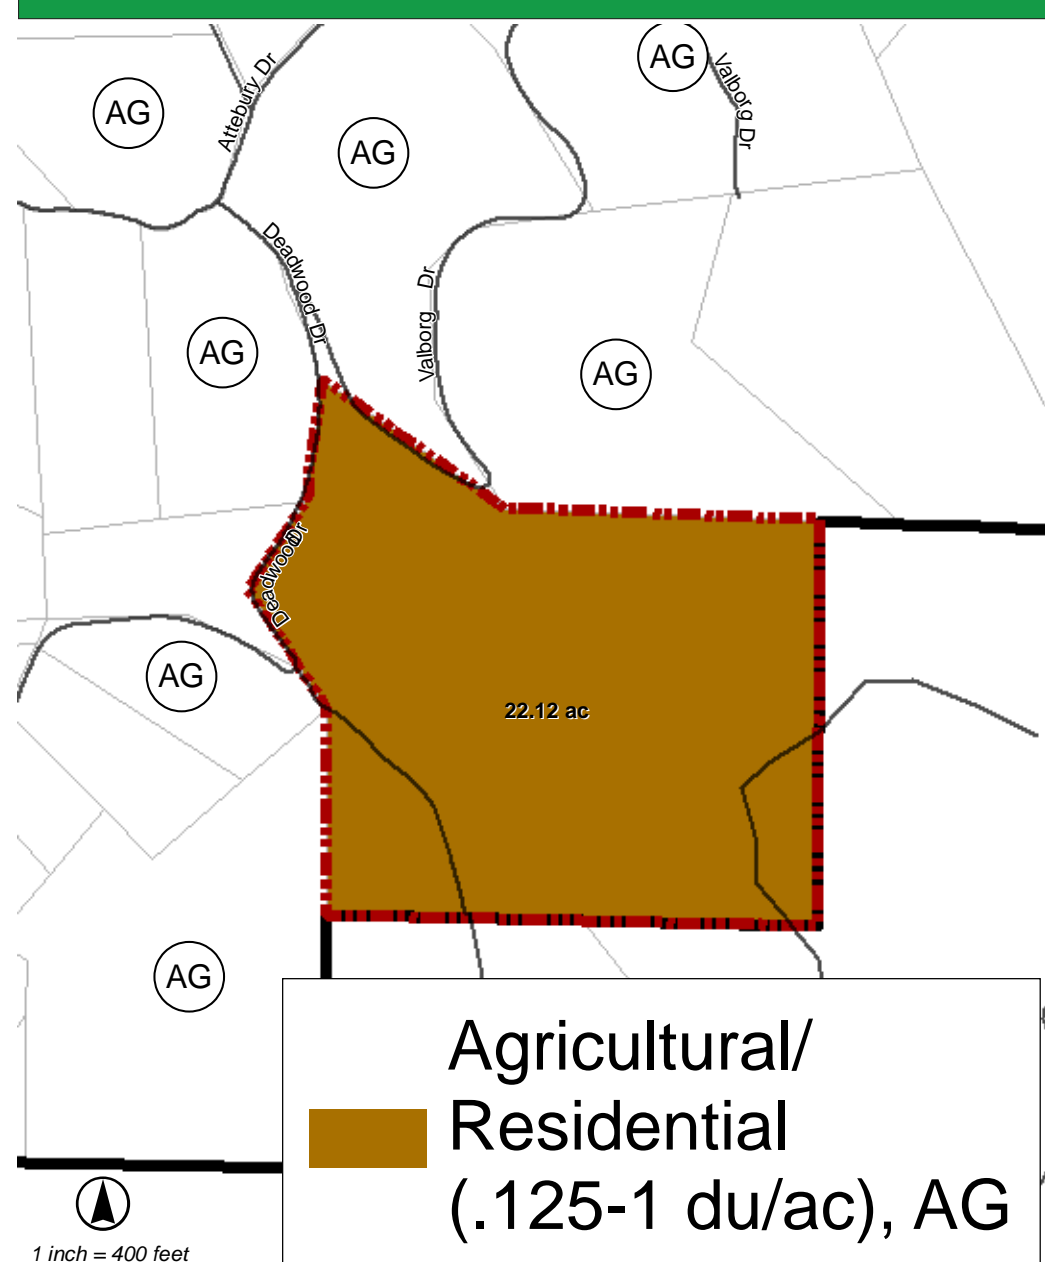 AG
Valborg Dr
Attebury Dr
AG
AG
Deadwood Dr
Valborg Dr
AG
AG
Deadwood Dr
AG
22.12 ac
AG
Agricultural/
Residential
(.125-1 du/ac), AG
1 inch = 400 feet